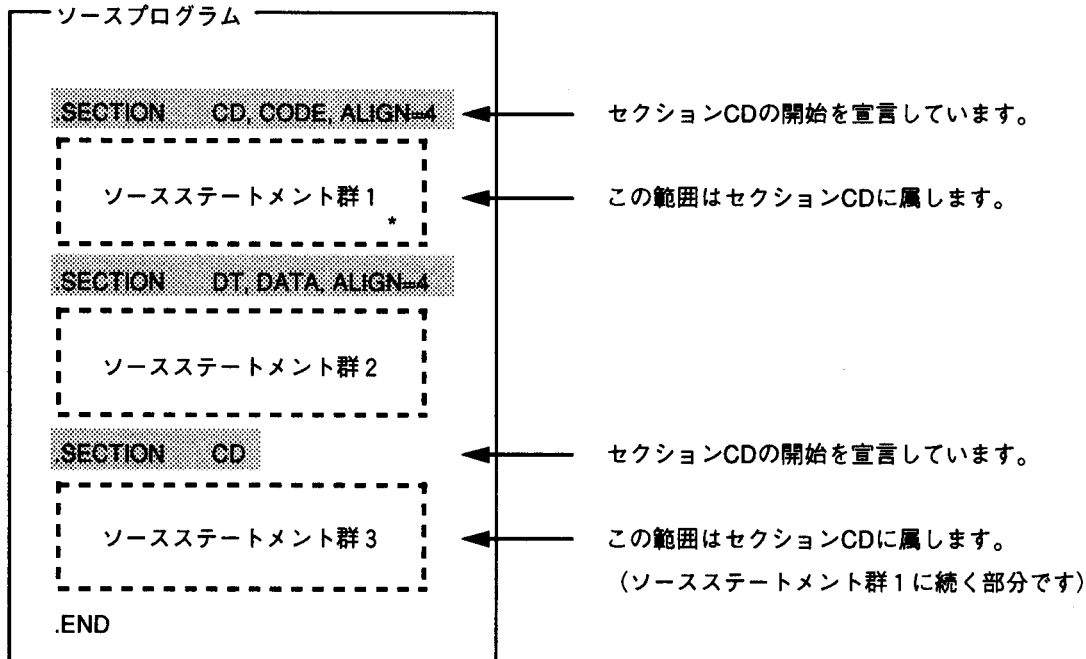 ソースプログラム
.SECTION CD, CODE, ALIGN=4 セクションCDの開始を宣言しています。
ソースステートメント群1 この範囲はセクションCDに属します。
*
.SECTION DT, DATA, ALIGN=4
ソースステートメント群2
.SECTION CD セクションCDの開始を宣言しています。
ソースステートメント群3 この範囲はセクションCDに属します。
(ソースステートメント群1に続く部分です)
.END